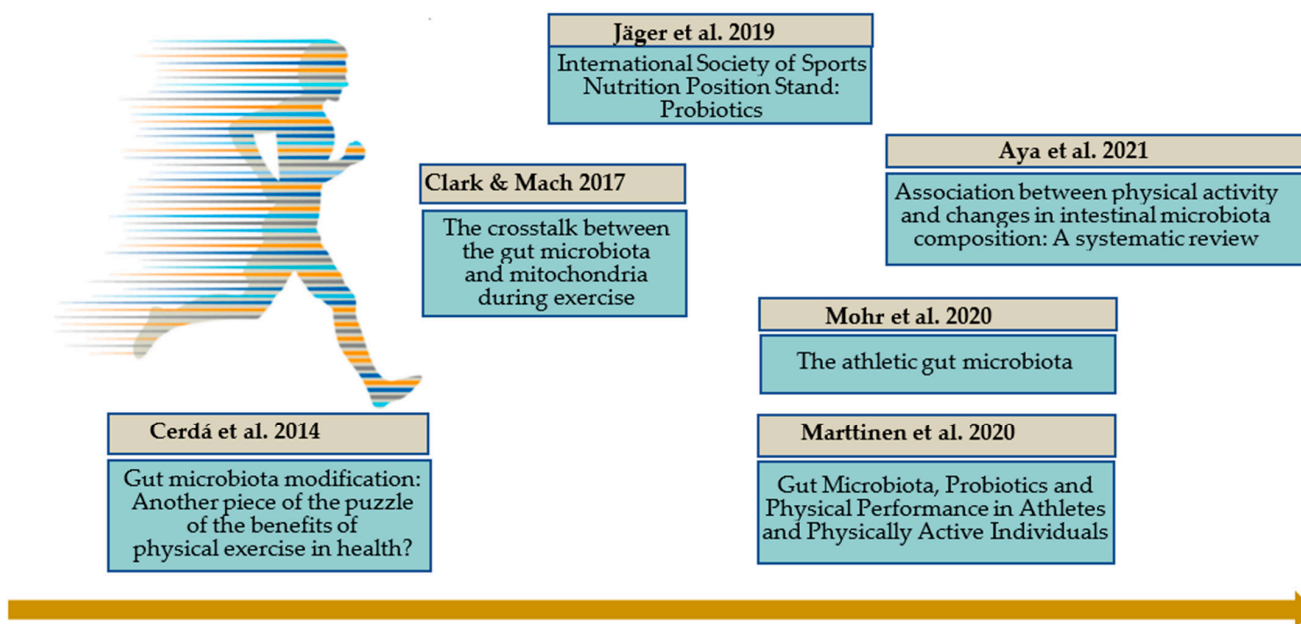 Jäger et al. 2019
International Society of Sports
Nutrition Position Stand:
Probiotics
Aya et al. 2021
Association between physical activity
and changes in intestinal microbiota
composition: A systematic review
Clark & Mach 2017
The crosstalk between
the gut microbiota
and mitochondria
during exercise
Mohr et al. 2020
The athletic gut microbiota
Cerdá et al. 2014
Gut microbiota modification:
Another piece of the puzzle
of the benefits of
physical exercise in health?
Marttinen et al. 2020
Gut Microbiota, Probiotics and
Physical Performance in Athletes
and Physically Active Individuals